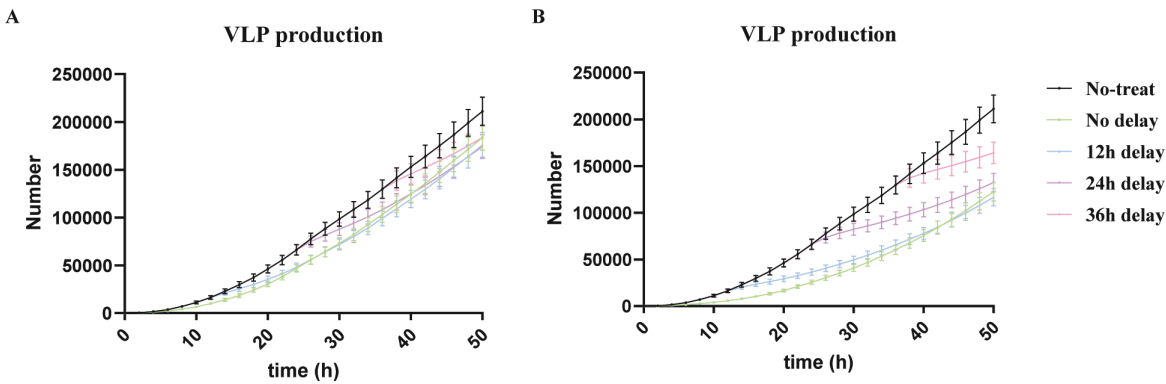 A
VLP production
250000
200000
150000
100000
50000
0
Number
0
10
20
30
40
50
time (h)
B
VLP production
250000
200000
150000
100000
50000
0
Number
0
10
20
30
40
50
time (h)
No-treat
No delay
12h delay
24h delay
36h delay